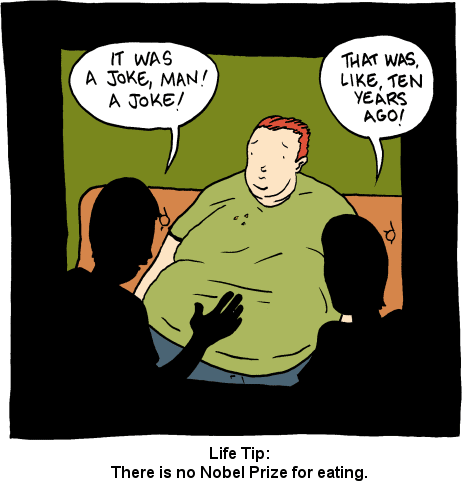 IT WAS
A JOKE, MAN!
A JOKE!
THAT WAS,
LIKE, TEN
YEARS
AGO!
Life Tip:
There is no Nobel Prize for eating.